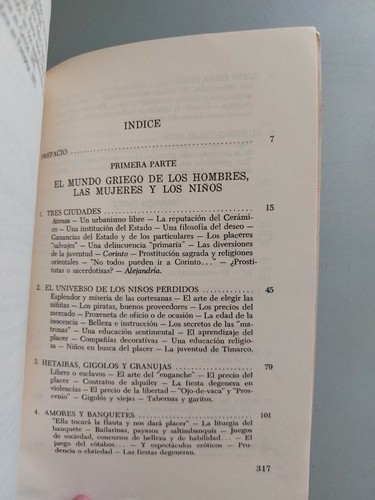 INDICE
PREFACIO 7
PRIMERA PARTE
EL MUNDO GRIEGO DE LOS HOMBRES,
LAS MUJERES Y LOS NIÑOS
1. TRES CIUDADES 15
Atenas — Un urbanismo libre — La reputación del Cerámi-
co — Una institución del Estado — Una filosofía del deseo —
Ganancias del Estado y de los particulares — Los placeres
"salvajes" — Una delincuencia "primaria" — Las diversiones
de la juventud — Corinto — Prostitución sagrada y religiones
orientales — "No todos pueden ir a Corinto..." — ¿Prosti-
tutas o sacerdotisas? — Alejandría.
2. EL UNIVERSO DE LOS NIÑOS PERDIDOS 45
Esplendor y miseria de las cortesanas — El arte de elegir las
niñitas — Los piratas, buenos proveedores — Los precios del
mercado — Proxeneta de oficio o de ocasión — La edad de la
inocencia — Belleza e instrucción — Los secretos de las "ma-
tronas" — Una educación sentimental — El aprendizaje del
placer — Compañías decorativas — Una educación religio-
sa — Niños en busca del placer — La juventud de Timarco.
3. HETAIRAS, GIGOLOS Y GRANUJAS 79
Libres o esclavos — El arte del "enganche" — El precio del
placer — Contratos de alquiler — La fiesta degenera en
violencias — El precio de la libertad — "Ojo-de-vaca" y "Pros-
cenio" — Gigolos y viejas — Tabernas y garitos.
4. AMORES Y BANQUETES 101
"Ella tocará la flauta y nos dará placer" — La liturgia del
banquete — Bailarinas, payasos y saltimbanquis — Juegos
de sociedad, concursos de belleza y de habilidad... — El
juego del cótabos... — Y espectáculos eróticos — Pru-
dencia o ebriedad — Las fiestas degeneran.
317